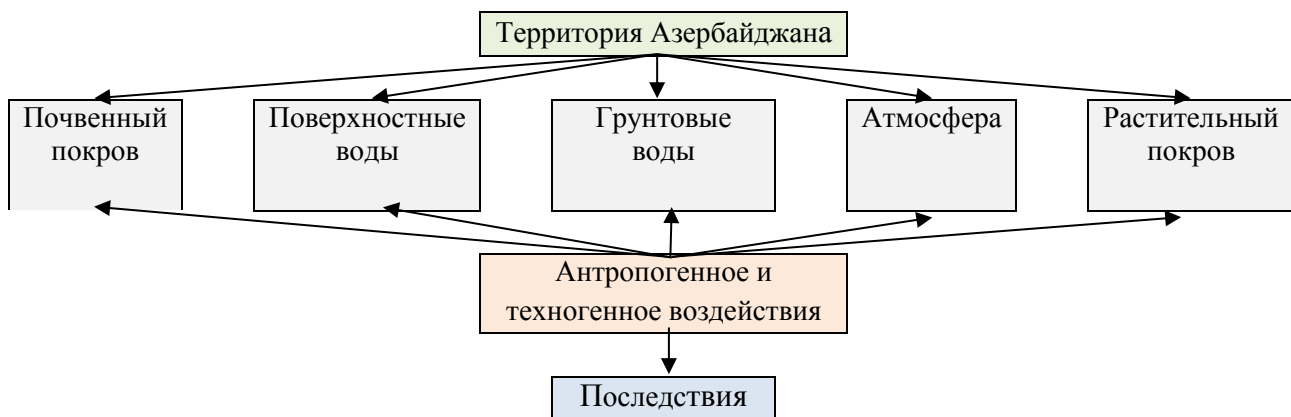 Территория Азербайджана
Почвенный
покров
Поверхностные
воды
Грунтовые
воды
Атмосфера
Растительный
покров
Антропогенное и
техногенное воздействия
Последствия